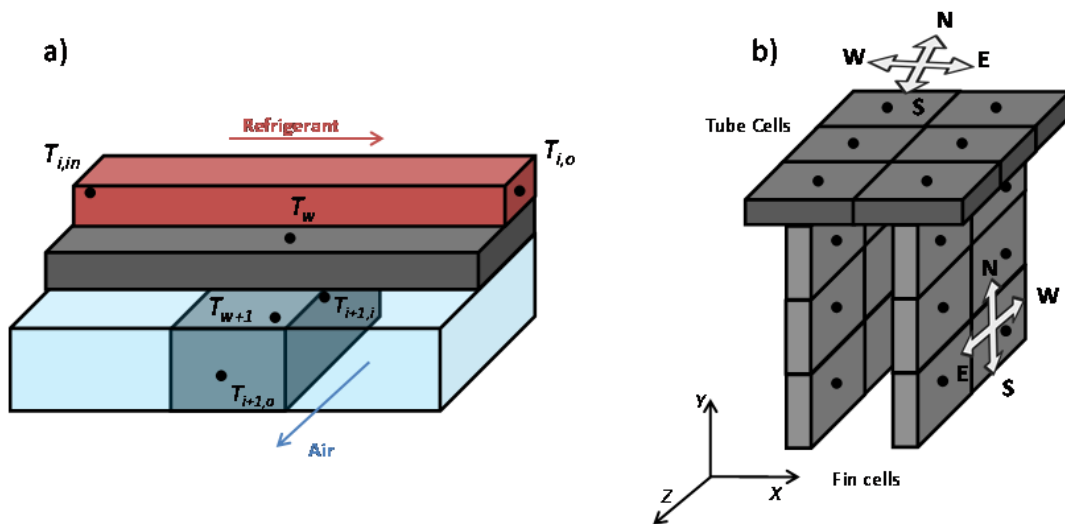 a)
Refrigerant
T_{i,in}
T_{i,o}
T_w
T_{w+1}
T_{i+1,i}
T_{i+1,o}
Air
b)
N
W
E
S
Tube Cells
N
W
E
S
Y
X
Z
Fin cells